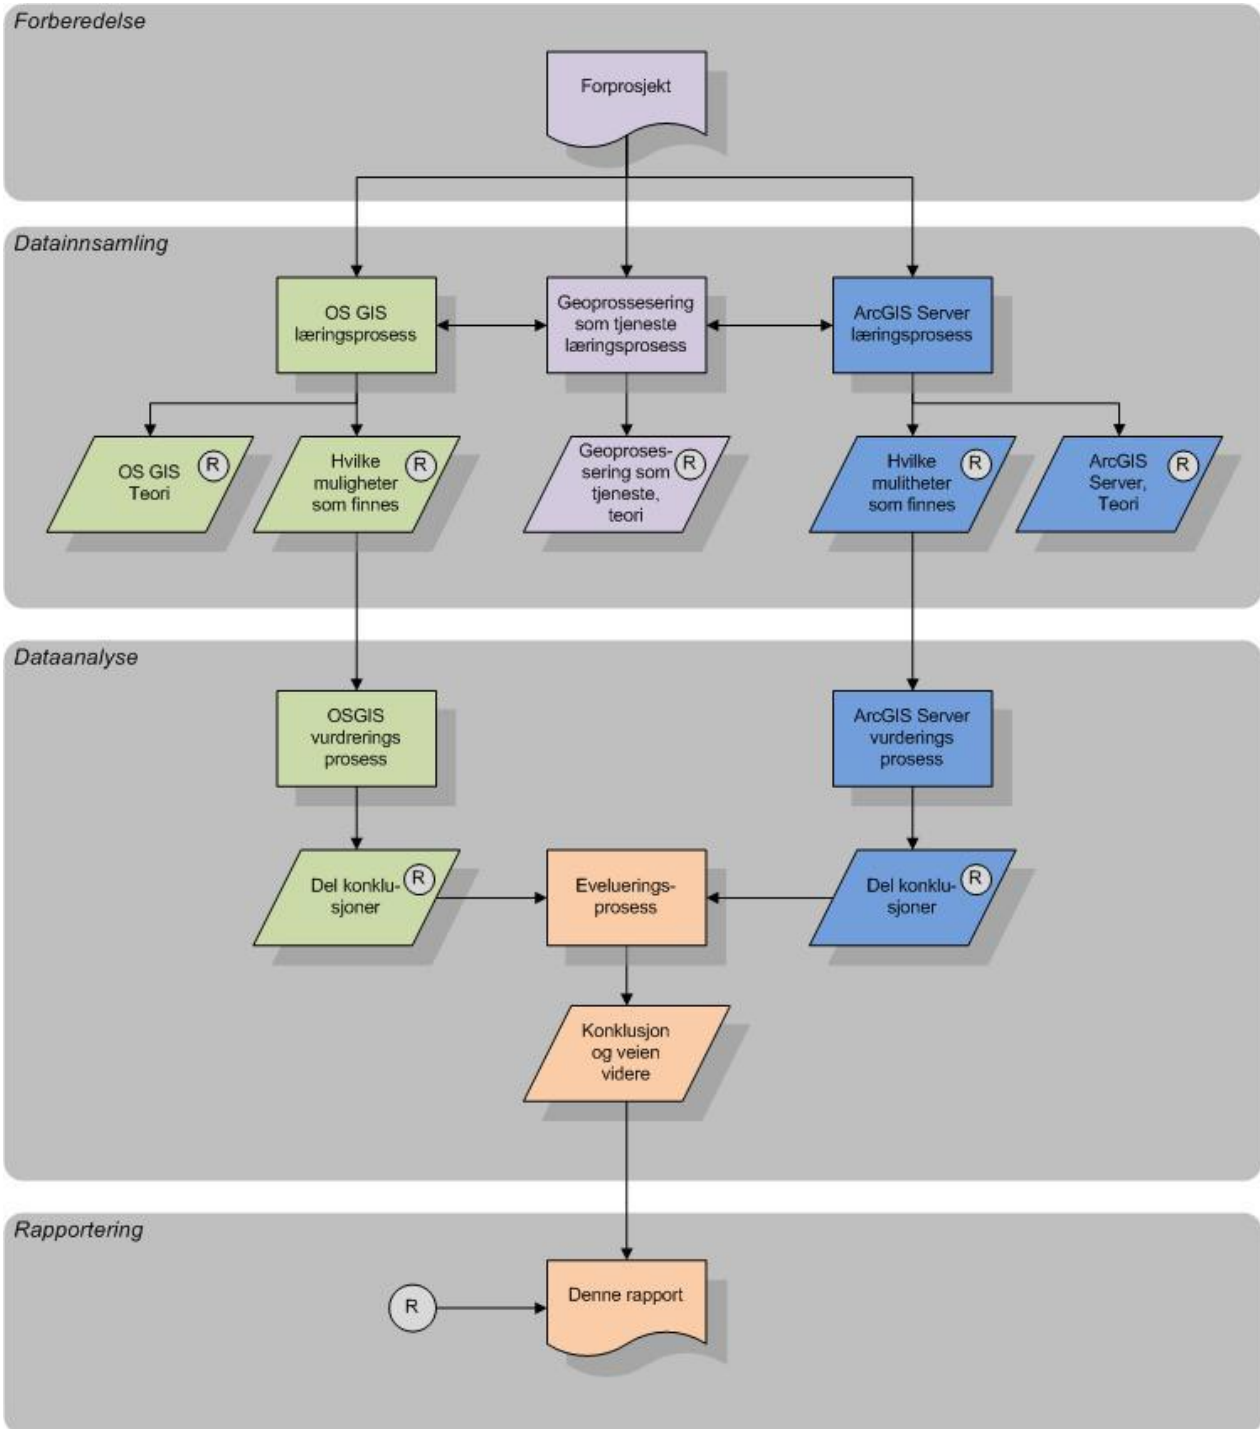 Forberedelse
Forprosjekt
Datainnsamling
OS GIS
læringsprosess
Geoprossesering
som tjeneste
læringsprosess
ArcGIS Server
læringsprosess
OS GIS
Teori
R
Hvilke
muligheter
som finnes
R
Geoproses-
sering som
tjeneste,
teori
R
Hvilke
mulitheter
som finnes
R
ArcGIS
Server,
Teori
R
Dataanalyse
OSGIS
vurdrerings
prosess
ArcGIS Server
vurderings
prosess
Del konklu-
sjoner
R
Evelueringsprosess
Del konklu-
sjoner
R
Konklusjon
og veien
videre
Rapportering
R
Denne rapport